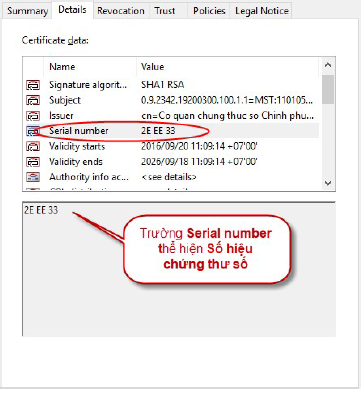 Summary Details Revocation Trust Policies Legal Notice
Certificate data:
Name Value
Signature algorit... SHA1 RSA
Subject 0.9.2342.19200300.100.1.1=MST:110105...
Issuer cn=Co quan chung thuc so Chinh phu...
Serial number 2E EE 33
Validity starts 2016/09/20 11:09:14 +07'00'
Validity ends 2026/09/18 11:09:14 +07'00'
Authority info ac... <see details>
2E EE 33
Trường Serial number
thể hiện Số hiệu
chứng thư số